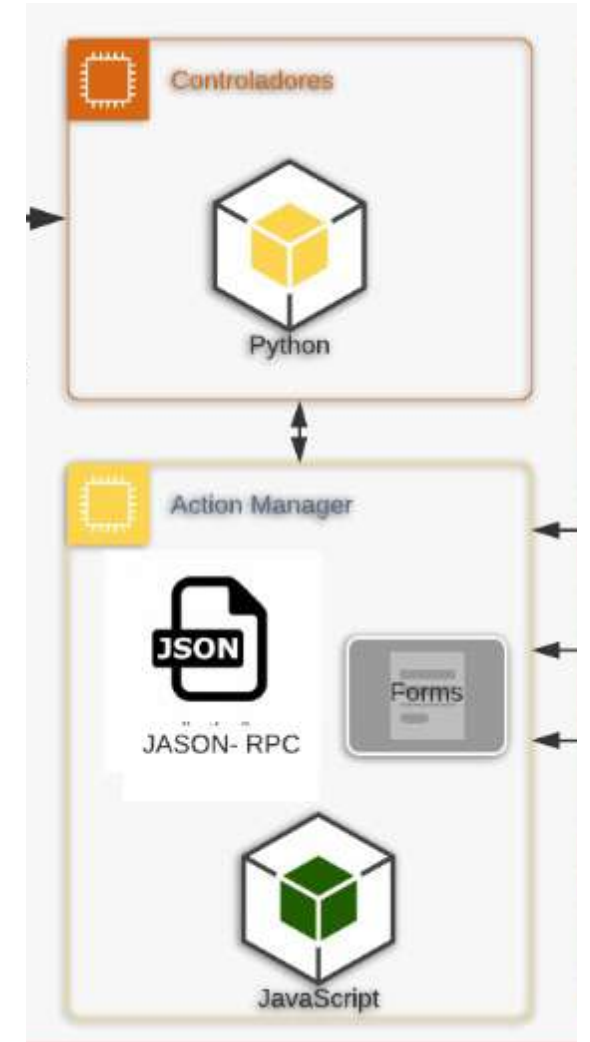 Controladores
Python
Action Manager
JSON
Forms
JASON- RPC
JavaScript